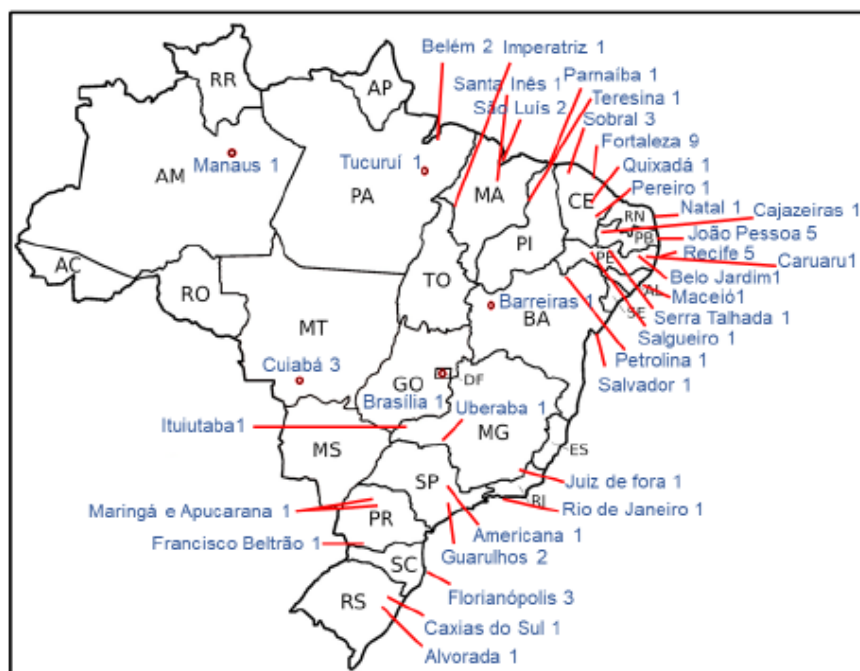 Belém 2
Imperatriz 1
Parnaíba 1
Santa Inês 1
Teresina 1
São Luís 2
Sobral 3
Fortaleza 9
Quixadá 1
Pereiro 1
Natal 1
Cajazeiras 1
João Pessoa 5
Recife 5
Caruaru1
Belo Jardim1
Maceió1
Serra Talhada 1
Salgueiro 1
Petrolina 1
Salvador 1
Manaus 1
Tucuruí 1
Barreiras 1
Cuiabá 3
Brasília 1
Ituiutaba1
Uberaba 1
Juiz de fora 1
Rio de Janeiro 1
Maringá e Apucarana 1
Americana 1
Francisco Beltrão 1
Guarulhos 2
Florianópolis 3
Caxias do Sul 1
Alvorada 1
RR
AP
AM
PA
MA
CE
RN
PB
PE
PI
AL
SE
AC
RO
TO
BA
MT
GO
DF
MG
ES
MS
SP
RJ
PR
SC
RS